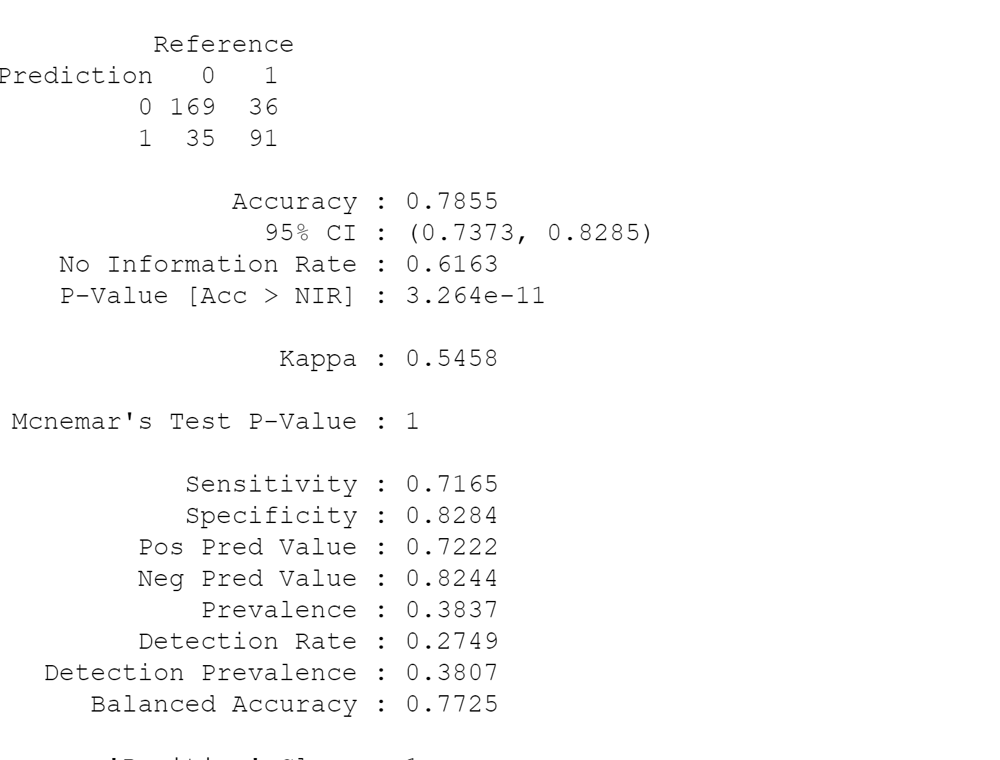 Reference
Prediction 0 1
0 169 36
1 35 91
Accuracy : 0.7855
95% CI : (0.7373, 0.8285)
No Information Rate : 0.6163
P-Value [Acc > NIR] : 3.264e-11
Kappa : 0.5458
Mcnemar's Test P-Value : 1
Sensitivity : 0.7165
Specificity : 0.8284
Pos Pred Value : 0.7222
Neg Pred Value : 0.8244
Prevalence : 0.3837
Detection Rate : 0.2749
Detection Prevalence : 0.3807
Balanced Accuracy : 0.7725